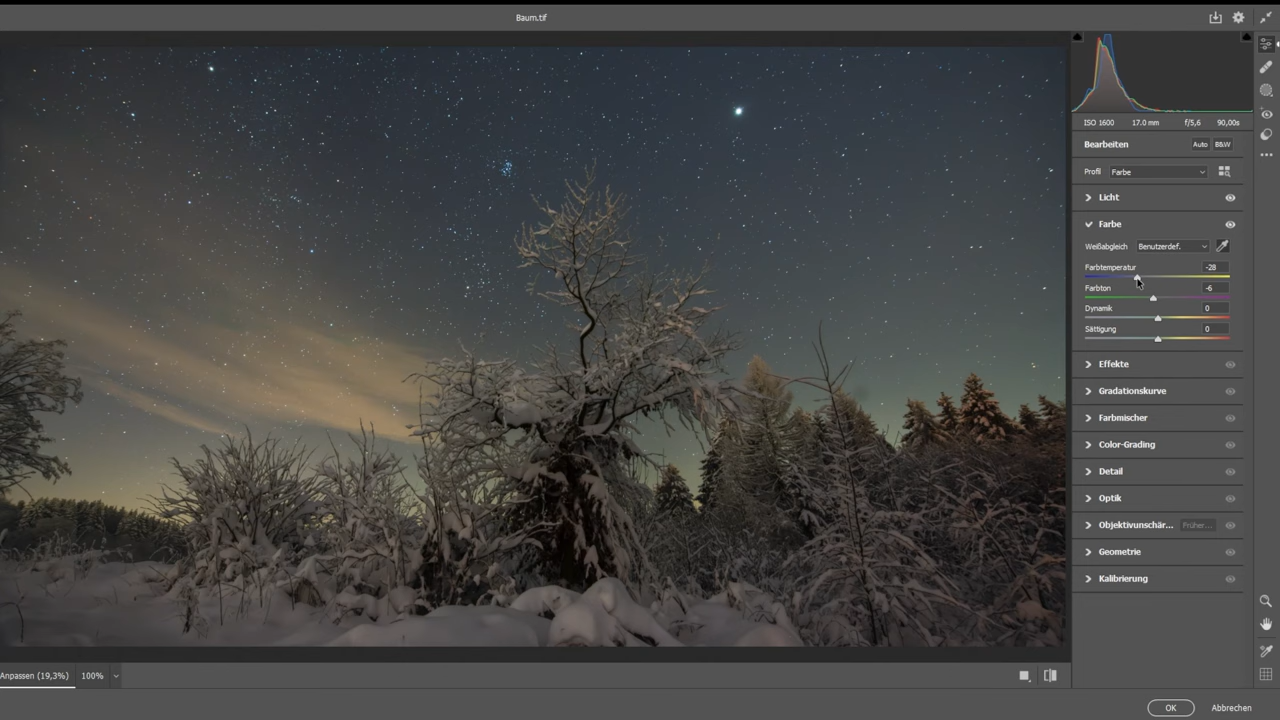 Baum.tif
ISO 1600 17.0 mm f/5,6 90,00s
Bearbeiten Auto B&W
Profil Farbe
Licht
Farbe
Weißabgleich Benutzerdef.
Farbtemperatur -28
Farbton -6
Dynamik 0
Sättigung 0
Effekte
Gradationskurve
Farbmischer
Color-Grading
Detail
Optik
Objektivunschär... Früher...
Geometrie
Kalibrierung
Anpassen (19,3%) 100%
OK Abbrechen